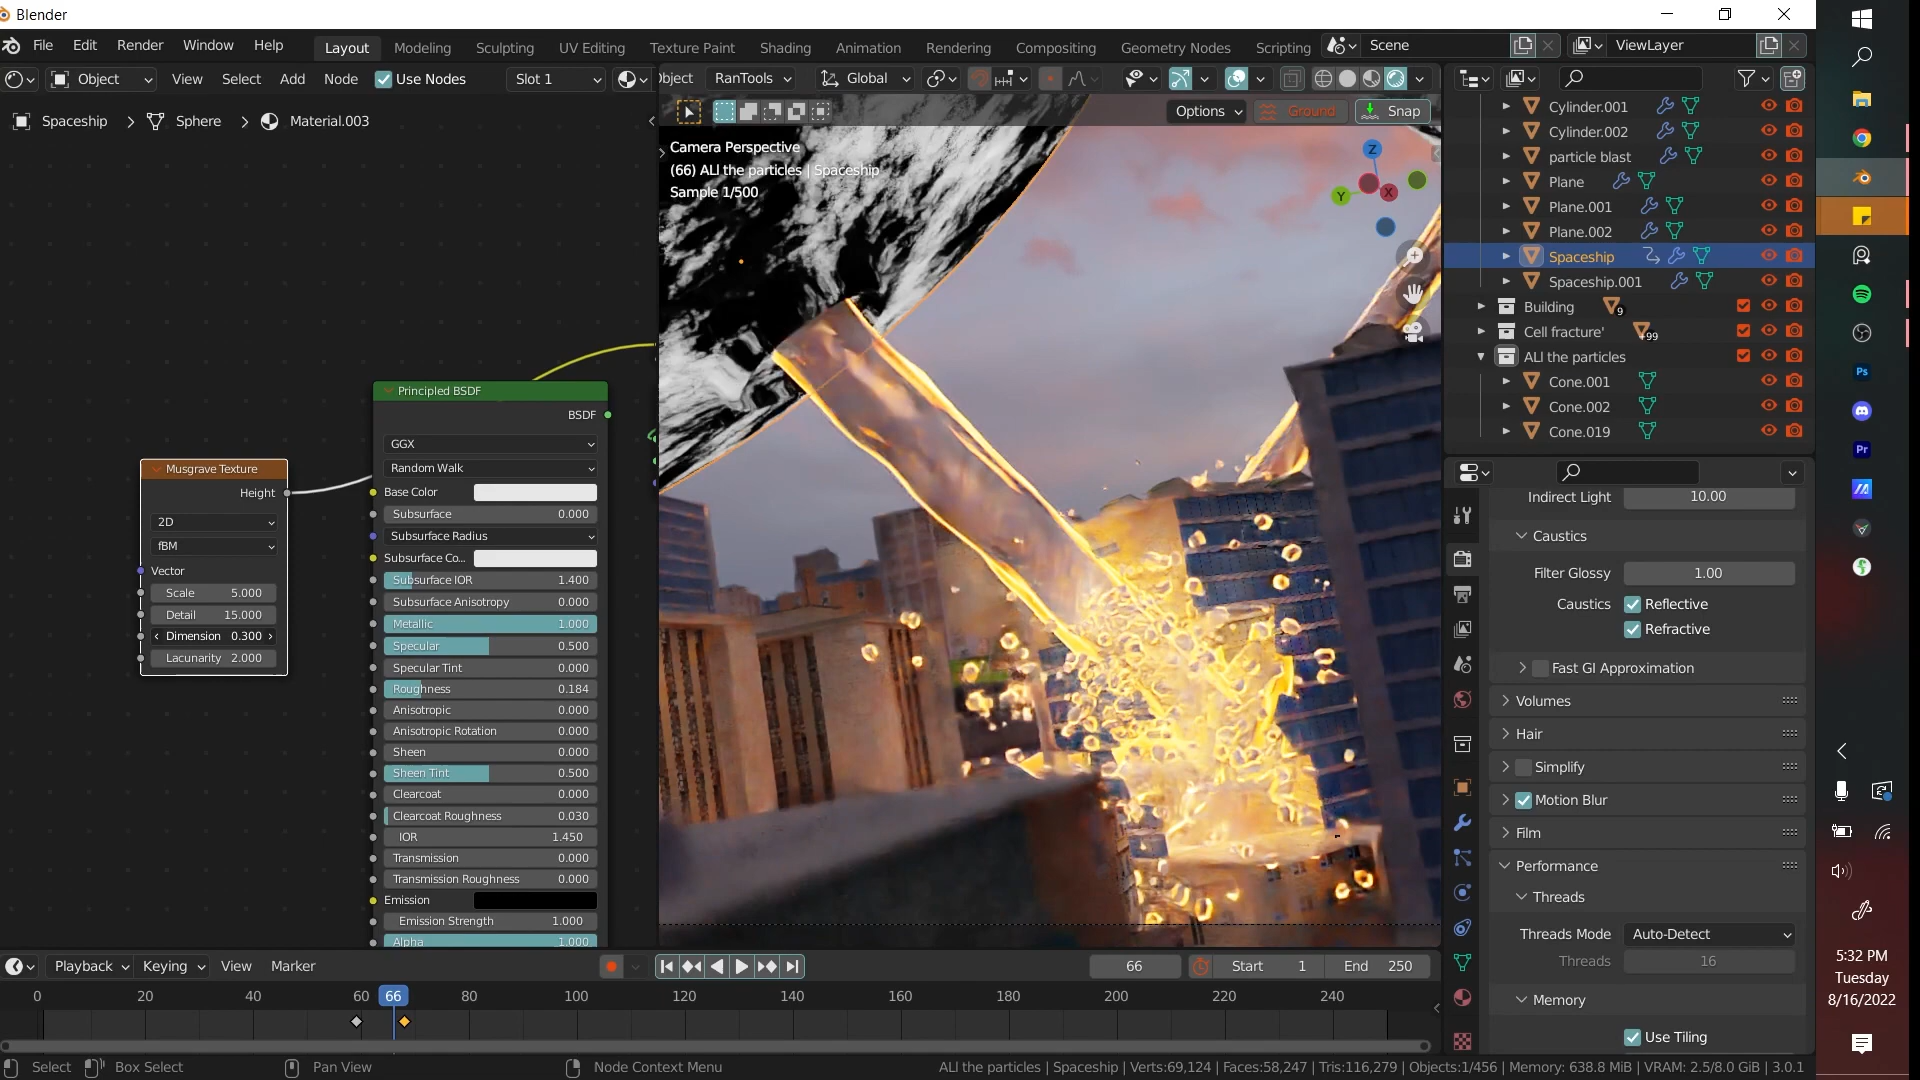 Blender
File Edit Render Window Help
Layout Modeling Sculpting UV Editing Texture Paint Shading Animation Rendering Compositing Geometry Nodes Scripting
Scene
ViewLayer
Object View Select Add Node Use Nodes Slot 1
Object RanTools Global
Options Ground Snap
Spaceship > Sphere > Material.003
Camera Perspective
(66) ALl the particles | Spaceship
Sample 1/500
Z
Y
X
Musgrave Texture
Height
2D
fBM
Vector
Scale 5.000
Detail 15.000
Dimension 0.300
Lacunarity 2.000
Principled BSDF
BSDF
GGX
Random Walk
Base Color
Subsurface 0.000
Subsurface Radius
Subsurface Co...
Subsurface IOR 1.400
Subsurface Anisotropy 0.000
Metallic 1.000
Specular 0.500
Specular Tint 0.000
Roughness 0.184
Anisotropic 0.000
Anisotropic Rotation 0.000
Sheen 0.000
Sheen Tint 0.500
Clearcoat 0.000
Clearcoat Roughness 0.030
IOR 1.450
Transmission 0.000
Transmission Roughness 0.000
Emission
Emission Strength 1.000
Alpha 1.000
Cylinder.001
Cylinder.002
particle blast
Plane
Plane.001
Plane.002
Spaceship
Spaceship.001
Building 9
Cell fracture' +99
ALl the particles
Cone.001
Cone.002
Cone.019
Indirect Light 10.00
Caustics
Filter Glossy 1.00
Caustics Reflective
Refractive
Fast GI Approximation
Volumes
Hair
Simplify
Motion Blur
Film
Performance
Threads
Threads Mode Auto-Detect
Threads 16
Memory
Use Tiling
Playback Keying View Marker
66 Start 1 End 250
0 20 40 60 66 80 100 120 140 160 180 200 220 240
Select Box Select Pan View Node Context Menu
ALl the particles | Spaceship | Verts:69,124 | Faces:58,247 | Tris:116,279 | Objects:1/456 | Memory: 638.8 MiB | VRAM: 2.5/8.0 GiB | 3.0.1
Ps
Pr
5:32 PM
Tuesday
8/16/2022